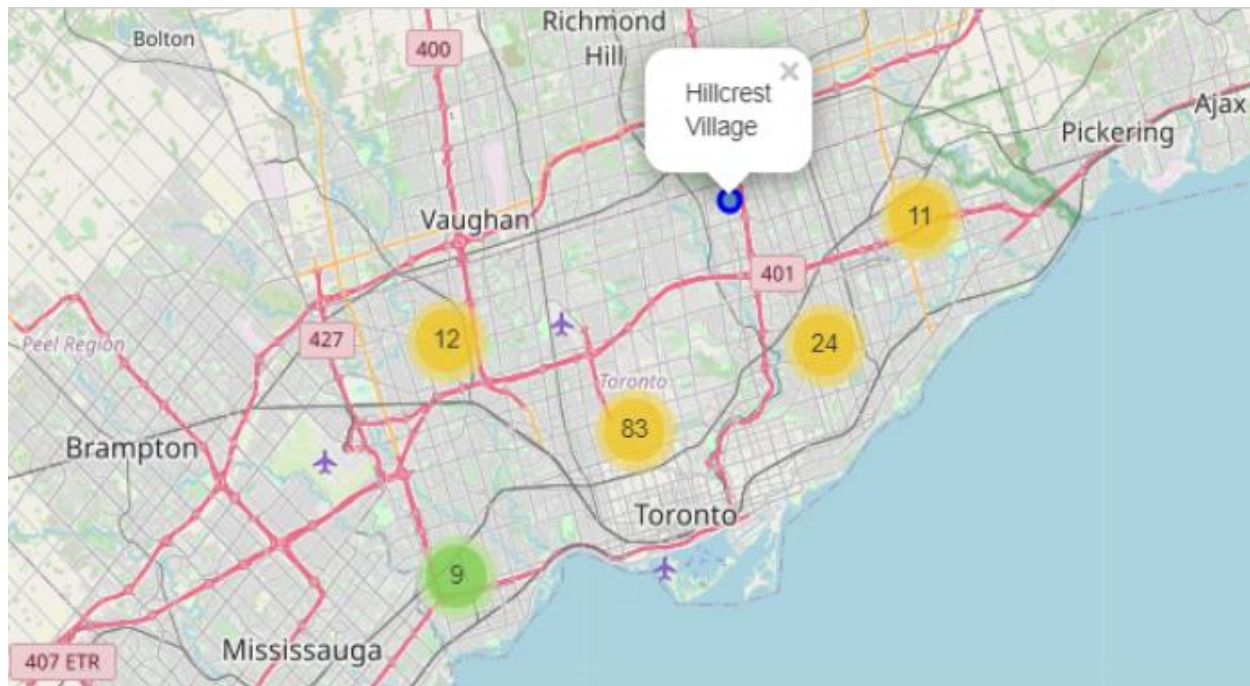 Bolton
400
Richmond
Hill
×
Hillcrest
Village
Ajax
Pickering
Vaughan
11
401
427
12
24
Peel Region
Toronto
83
Brampton
Toronto
9
Mississauga
407 ETR